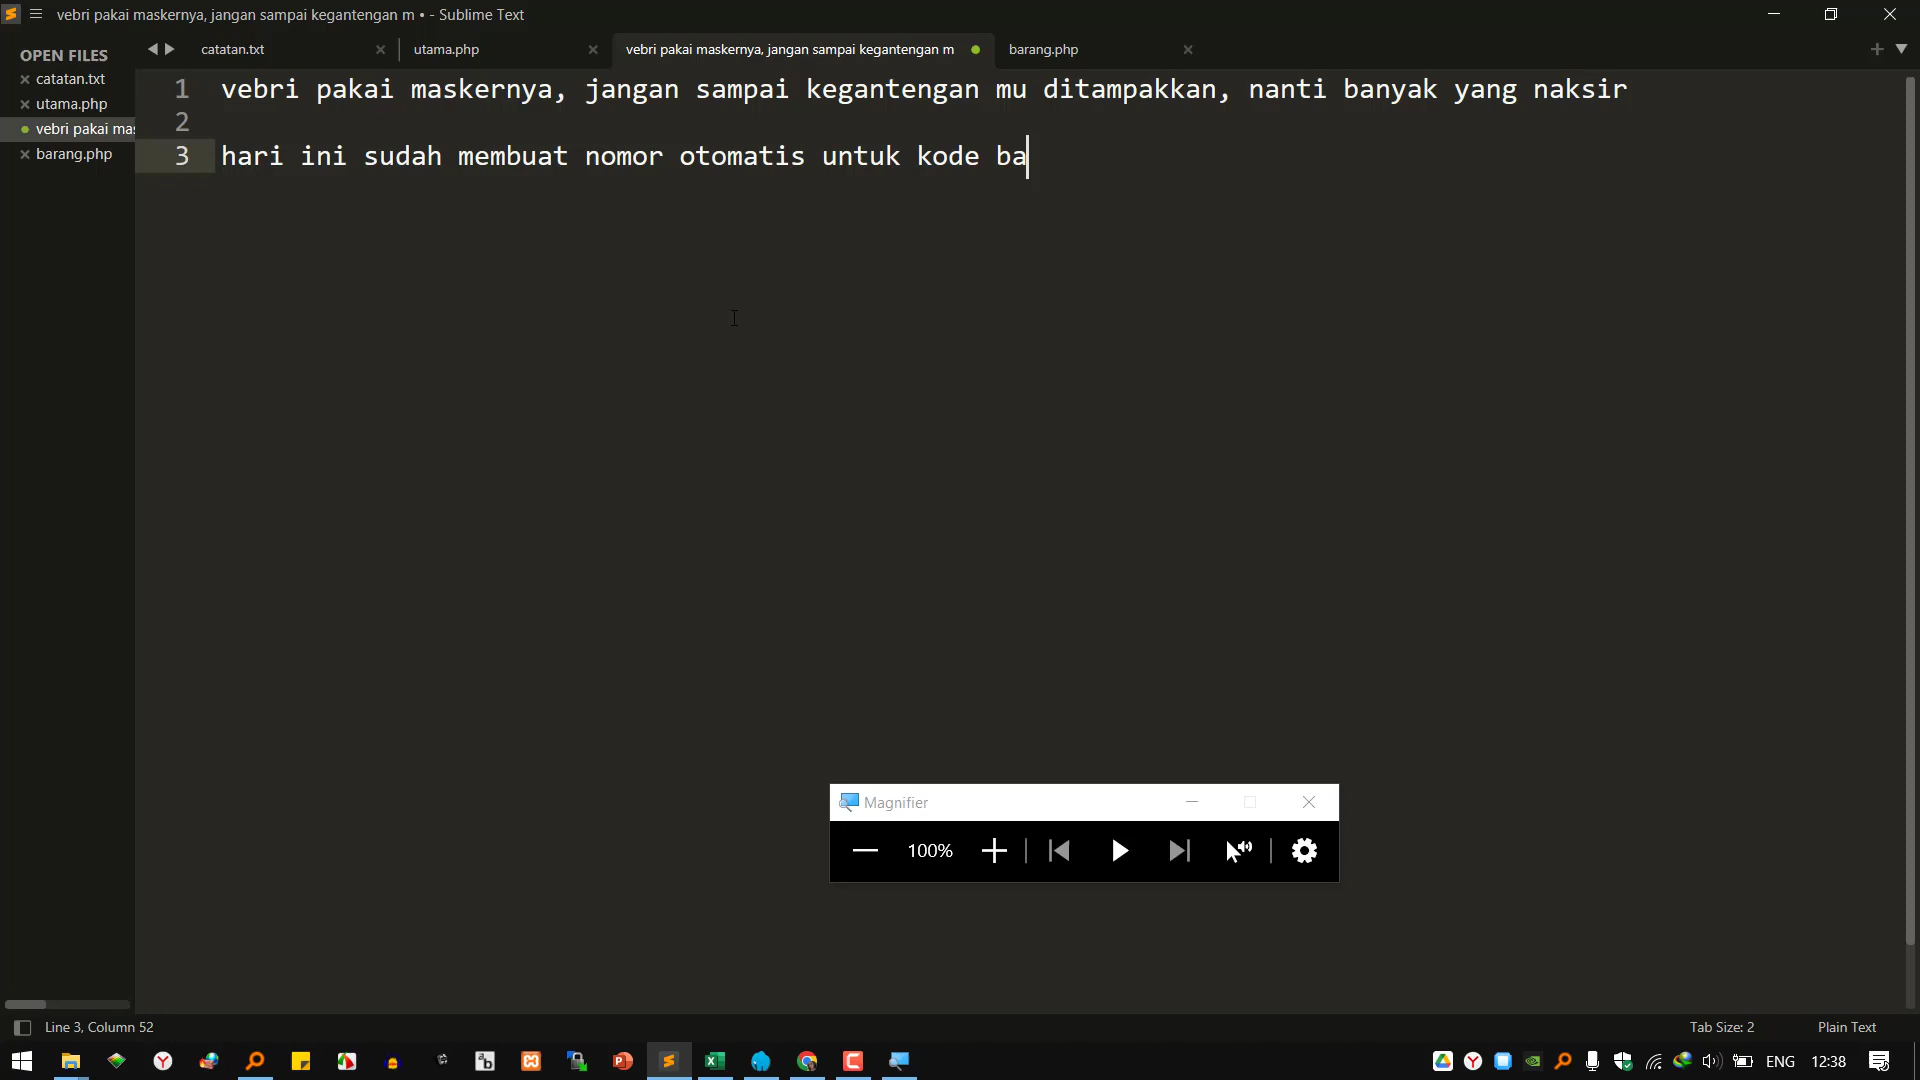 vebri pakai maskernya, jangan sampai kegantengan m • - Sublime Text
OPEN FILES
catatan.txt
utama.php
vebri pakai mas
barang.php
catatan.txt
utama.php
vebri pakai maskernya, jangan sampai kegantengan m
barang.php
1 vebri pakai maskernya, jangan sampai kegantengan mu ditampakkan, nanti banyak yang naksir
2
3 hari ini sudah membuat nomor otomatis untuk kode ba
Magnifier
100%
Line 3, Column 52
Tab Size: 2
Plain Text
ENG
12:38